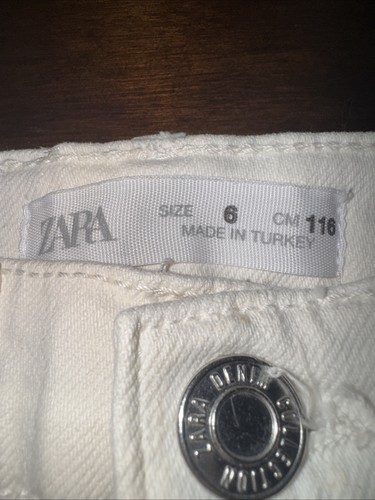 ZARA
SIZE 6 CM 116
MADE IN TURKEY
ZARA DENIM COLLECTION